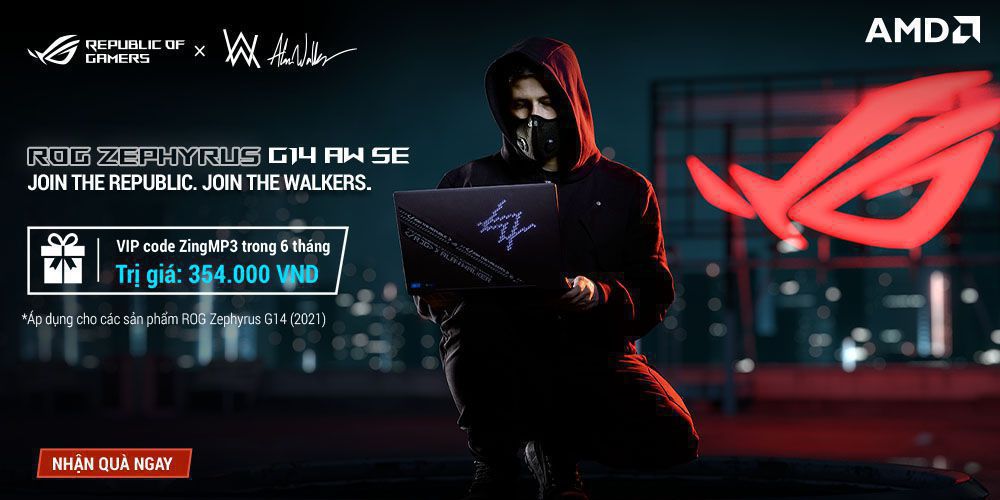 REPUBLIC OF
GAMERS
×
Alan Walker
AMD
ROG ZEPHYRUS G14 AW SE
JOIN THE REPUBLIC. JOIN THE WALKERS.
VIP code ZingMP3 trong 6 tháng
Trị giá: 354.000 VND
*Áp dụng cho các sản phẩm ROG Zephyrus G14 (2021)
NHẬN QUÀ NGAY